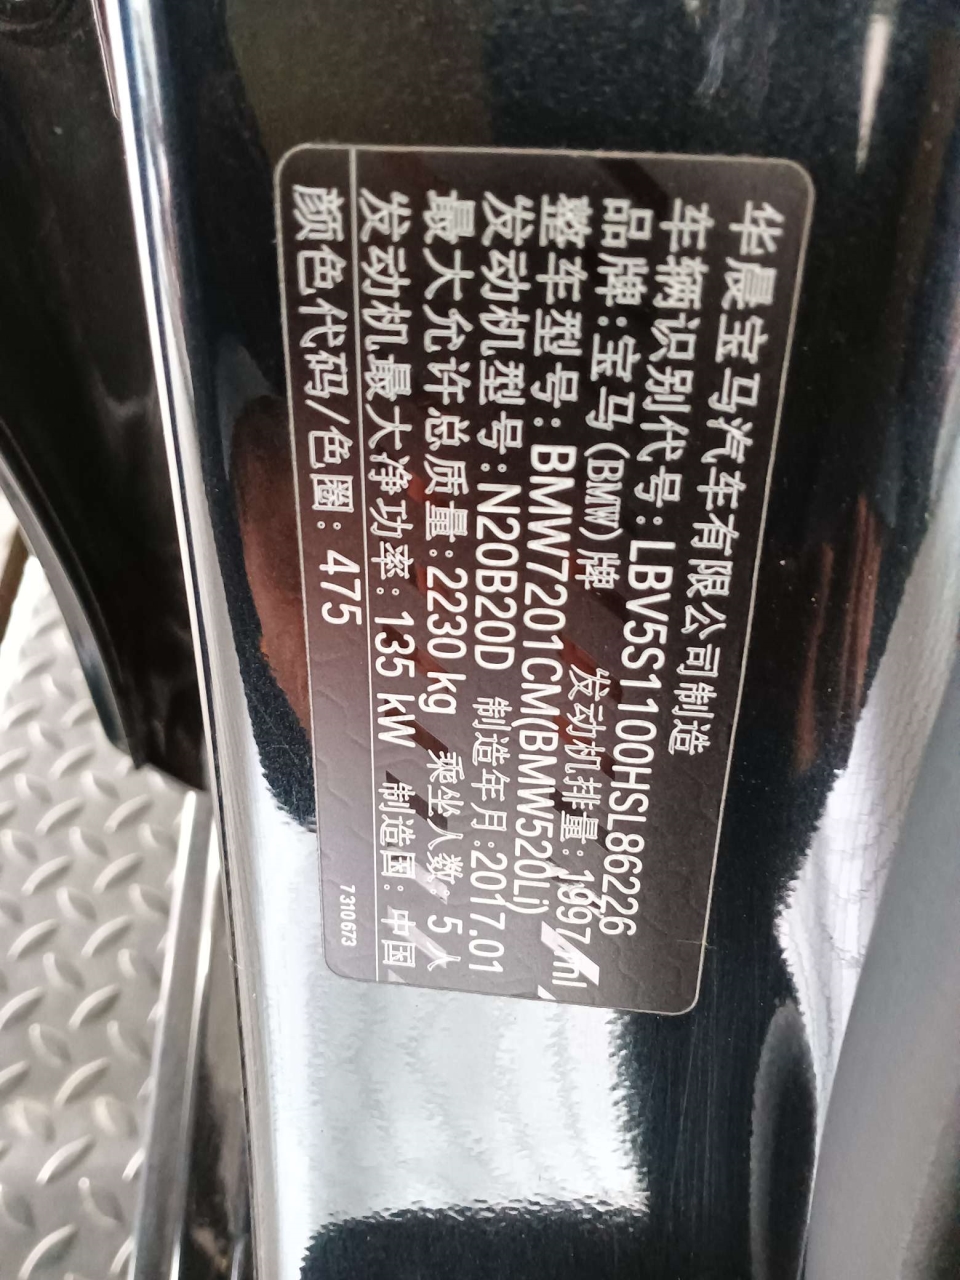 华晨宝马汽车有限公司制造
车辆识别代号:LBV5S1100HSL86226
品牌:宝马(BMW)牌 发动机排量:1997ml
整车型号:BMW7201CM(BMW520Li)
发动机型号:N20B20D 制造年月:2017.01
最大允许总质量:2230 kg 乘坐人数:5人
发动机最大净功率:135 kW 制造国:中国
颜色代码/色圈:475
7310673